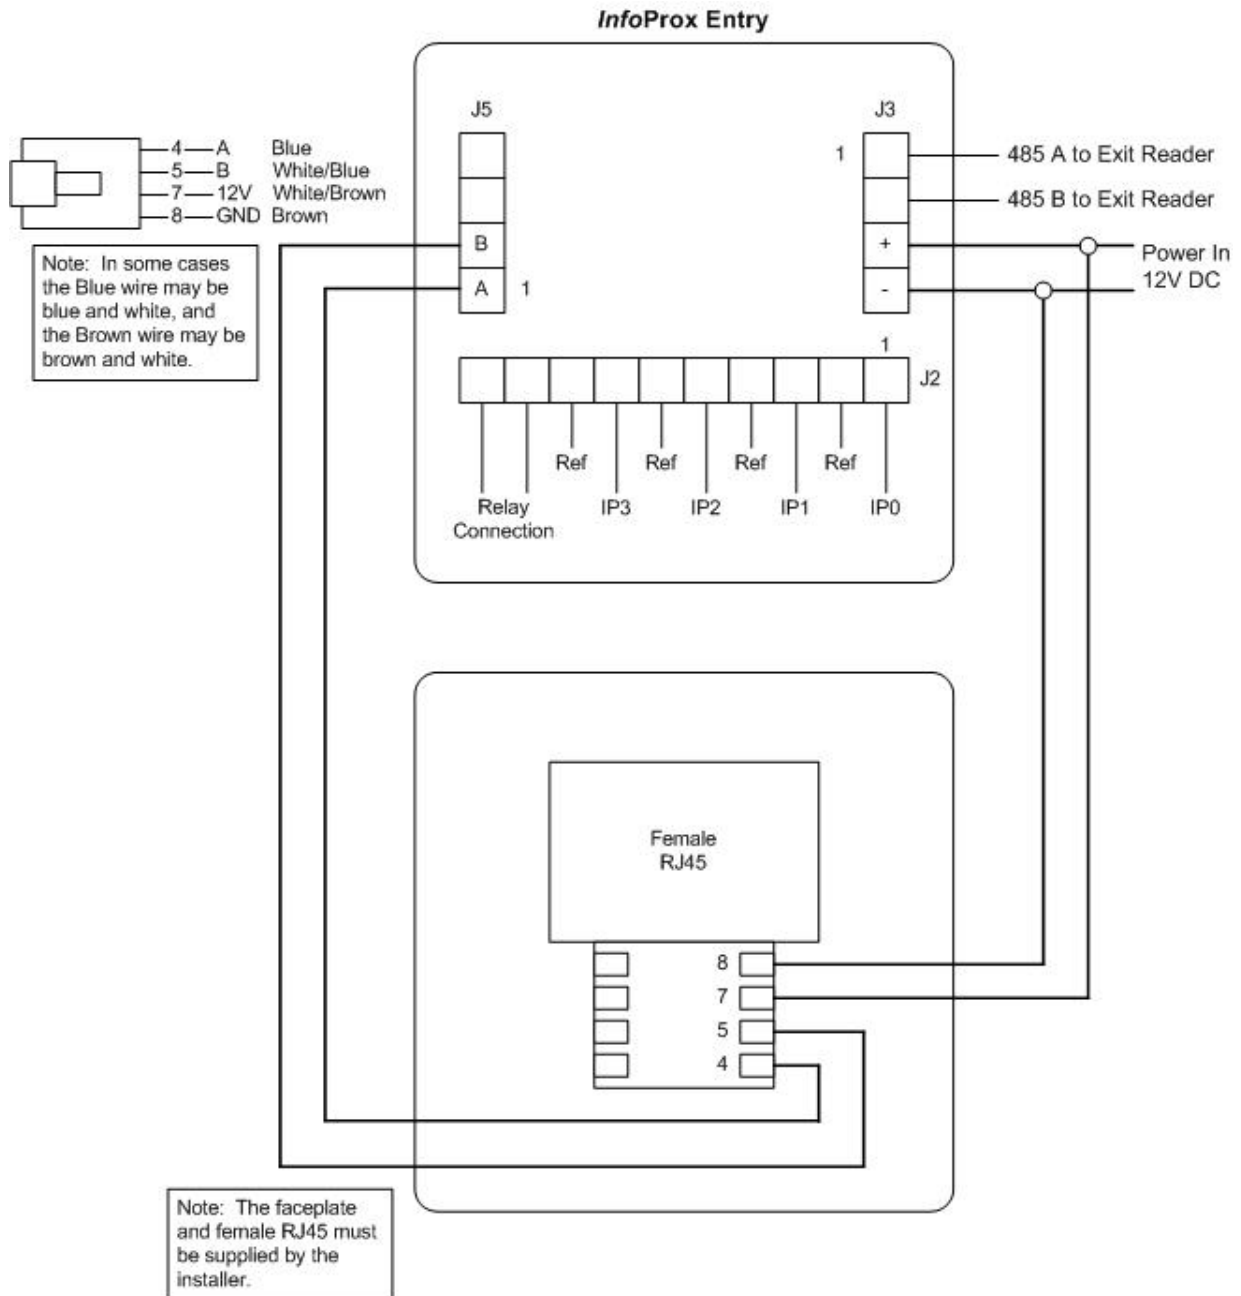 InfoProx Entry
J5
J3
4 A Blue
5 B White/Blue
7 12V White/Brown
8 GND Brown
1
485 A to Exit Reader
485 B to Exit Reader
B
A
1
+
-
Power In
12V DC
Note: In some cases
the Blue wire may be
blue and white, and
the Brown wire may be
brown and white.
1
J2
Ref
Ref
Ref
Ref
Relay
Connection
IP3
IP2
IP1
IP0
Female
RJ45
8
7
5
4
Note: The faceplate
and female RJ45 must
be supplied by the
installer.